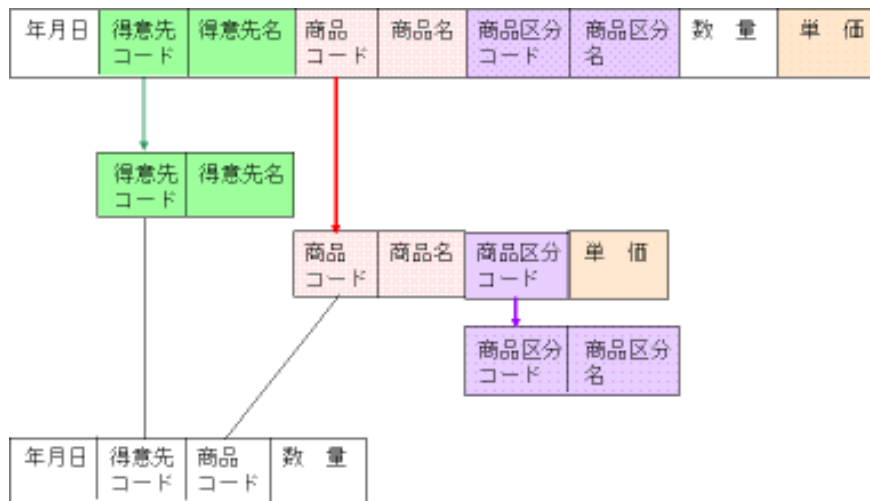 年月日 得意先 得意先名 商品 商品名 商品区分 商品区分 数　量 単　価
コード コード コード 名
得意先 得意先名
コード
商品 商品名 商品区分 単　価
コード コード
商品区分 商品区分
コード 名
年月日 得意先 商品 数　量
コード コード